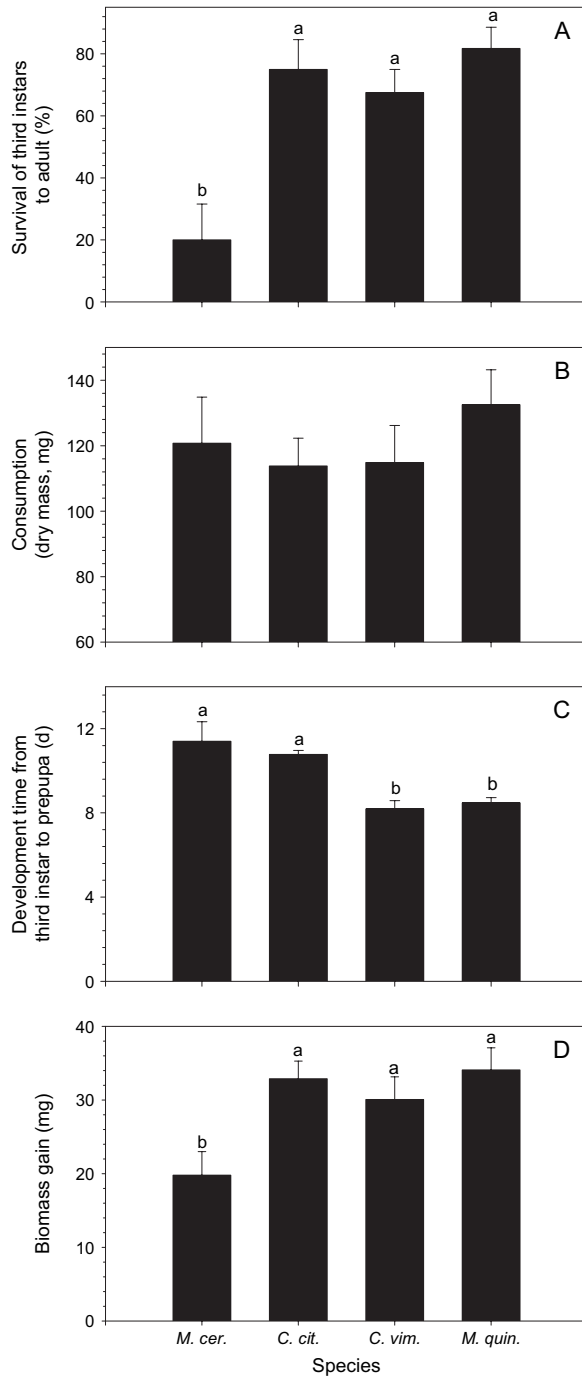 A
Survival of third instars
to adult (%)
80
60
40
20
0
b
a
a
a
B
Consumption
(dry mass, mg)
140
120
100
80
60
C
Development time from
third instar to prepupa (d)
12
8
4
0
a
a
b
b
D
Biomass gain (mg)
40
30
20
10
0
b
a
a
a
M. cer.
C. cit.
C. vim.
M. quin.
Species